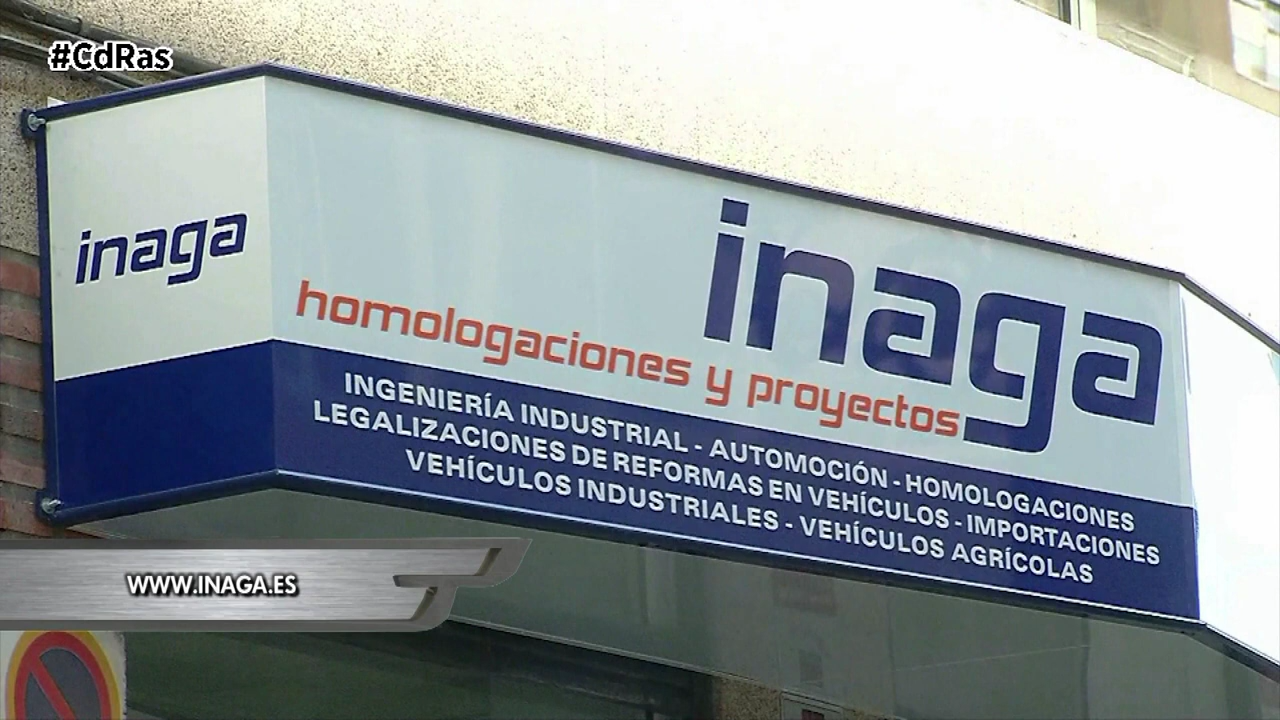 #CdRas
inaga
inaga
homologaciones y proyectos
INGENIERÍA INDUSTRIAL - AUTOMOCIÓN - HOMOLOGACIONES
LEGALIZACIONES DE REFORMAS EN VEHÍCULOS - IMPORTACIONES
VEHÍCULOS INDUSTRIALES - VEHÍCULOS AGRÍCOLAS
WWW.INAGA.ES